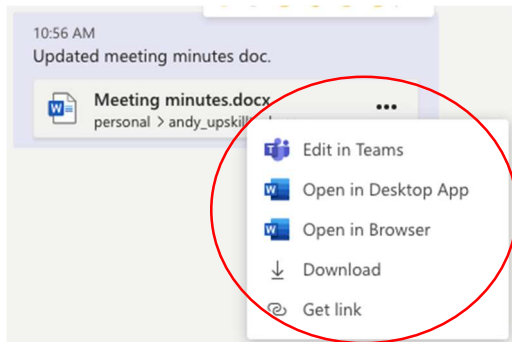 10:56 AM
Updated meeting minutes doc.
Meeting minutes.docx
personal > andy_upskill
Edit in Teams
Open in Desktop App
Open in Browser
Download
Get link